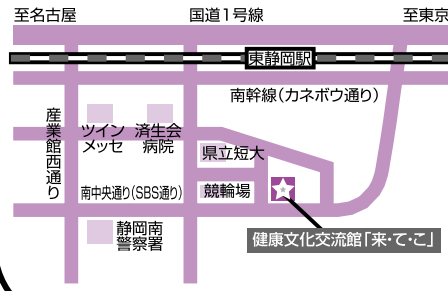 至名古屋
国道1号線
至東京
東静岡駅
南幹線(カネボウ通り)
産業館西通り
ツイン
メッセ
済生会
病院
県立短大
南中央通り(SBS通り)
競輪場
静岡南
警察署
健康文化交流館「来・て・こ」